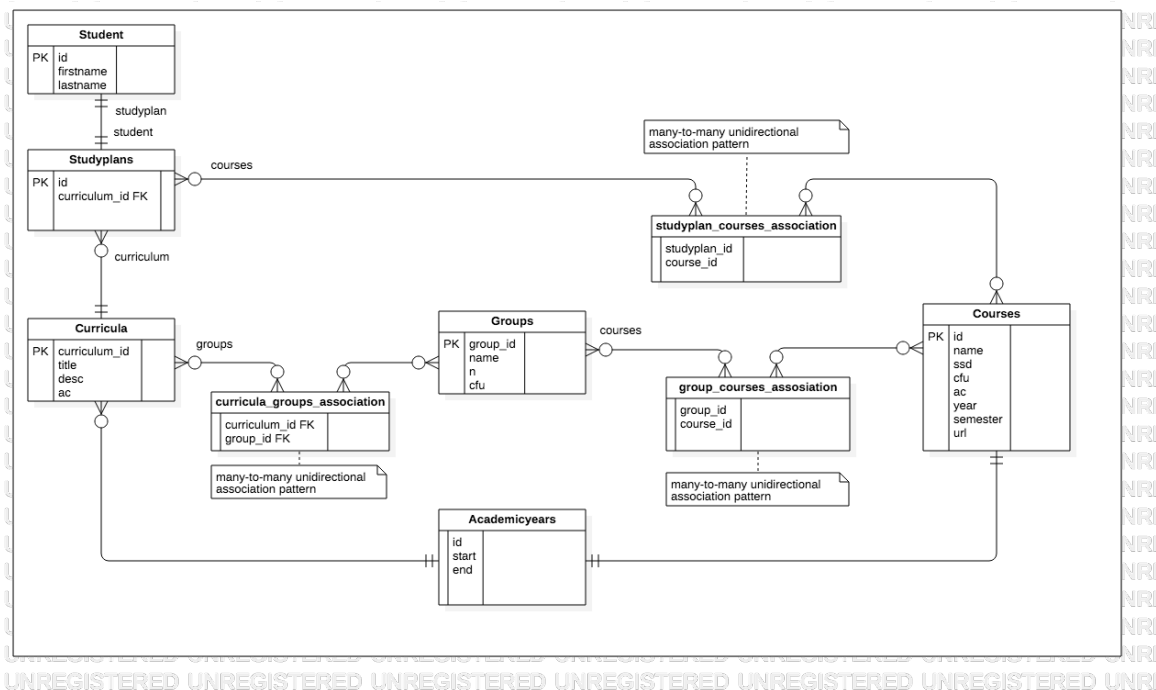 Student
PK id
firstname
lastname
studyplan
student
Studyplans
PK id
curriculum_id FK
courses
many-to-many unidirectional
association pattern
studyplan_courses_association
studyplan_id
course_id
curriculum
Curricula
PK curriculum_id
title
desc
ac
groups
curricula_groups_association
curriculum_id FK
group_id FK
many-to-many unidirectional
association pattern
Groups
PK group_id
name
n
cfu
courses
group_courses_assosiation
group_id
course_id
many-to-many unidirectional
association pattern
Courses
PK id
name
ssd
cfu
ac
year
semester
url
Academicyears
id
start
end
UNREGISTERED UNREGISTERED UNREGISTERED UNREGISTERED UNREGISTERED UNREGISTERED UNRE